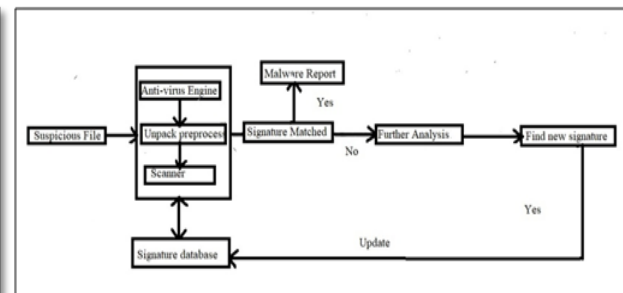 Malware Report
Anti-virus Engine
Yes
Suspicious File
Unpack preprocess
Signature Matched
Further Analysis
Find new signature
No
Scanner
Yes
Update
Signature database